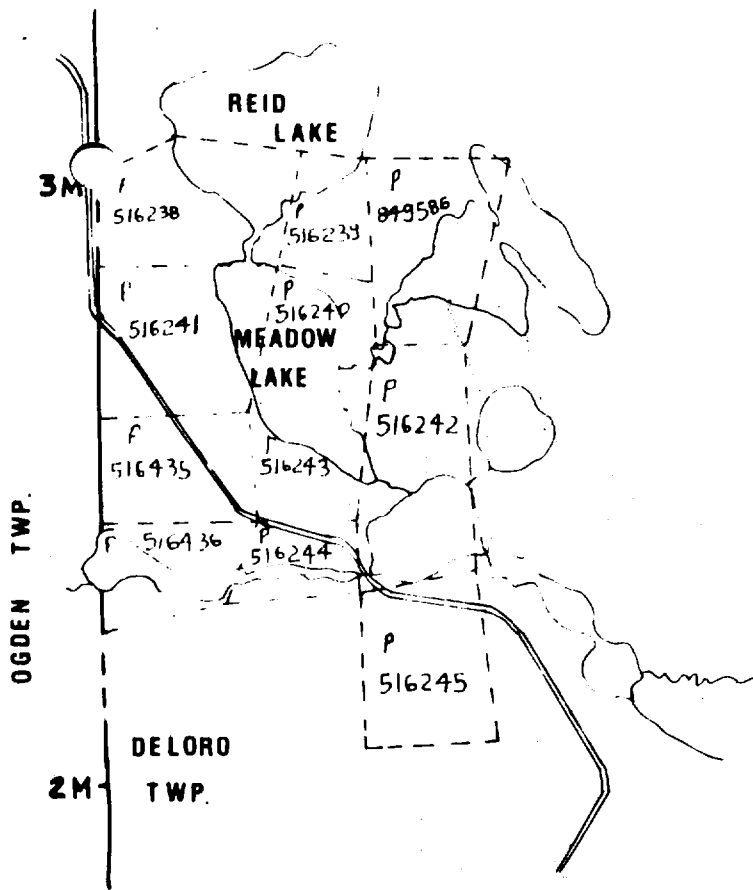 REID
LAKE
3M
P
516238
P
516239
P
849586
P
516241
P
516240
MEADOW
LAKE
P
516242
P
516435
516243
P
516436
P
516244
OGDEN TWP.
P
516245
DELORO
TWP.
2M